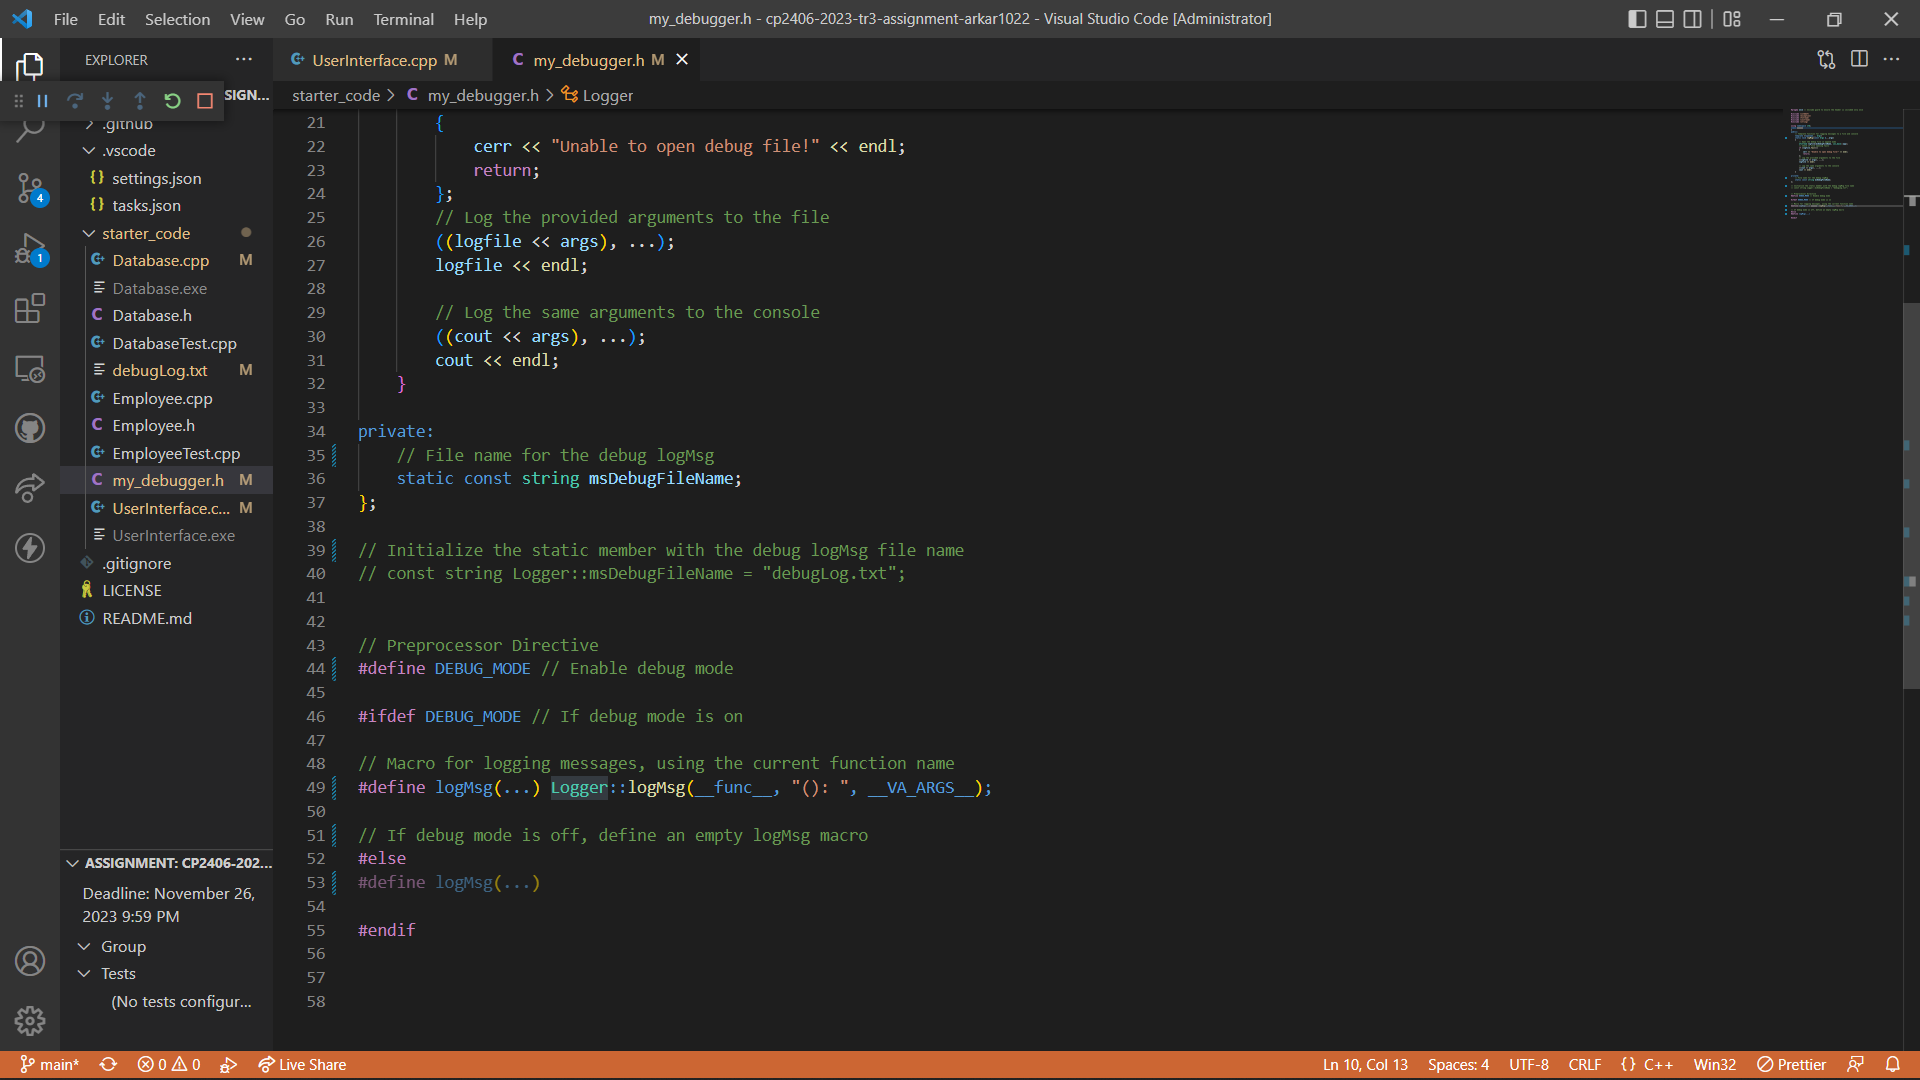 File Edit Selection View Go Run Terminal Help
my_debugger.h - cp2406-2023-tr3-assignment-arkar1022 - Visual Studio Code [Administrator]
EXPLORER
UserInterface.cpp M
my_debugger.h M
SIGN...
starter_code > my_debugger.h > Logger
.github
.vscode
settings.json
tasks.json
starter_code
Database.cpp M
Database.exe
Database.h
DatabaseTest.cpp
debugLog.txt M
Employee.cpp
Employee.h
EmployeeTest.cpp
my_debugger.h M
UserInterface.c... M
UserInterface.exe
.gitignore
LICENSE
README.md
4
1
ASSIGNMENT: CP2406-202...
Deadline: November 26,
2023 9:59 PM
Group
Tests
(No tests configur...
21 {
22 cerr << "Unable to open debug file!" << endl;
23 return;
24 };
25 // Log the provided arguments to the file
26 ((logfile << args), ...);
27 logfile << endl;
28
29 // Log the same arguments to the console
30 ((cout << args), ...);
31 cout << endl;
32 }
33
34 private:
35 // File name for the debug logMsg
36 static const string msDebugFileName;
37 };
38
39 // Initialize the static member with the debug logMsg file name
40 // const string Logger::msDebugFileName = "debugLog.txt";
41
42
43 // Preprocessor Directive
44 #define DEBUG_MODE // Enable debug mode
45
46 #ifdef DEBUG_MODE // If debug mode is on
47
48 // Macro for logging messages, using the current function name
49 #define logMsg(...) Logger::logMsg(__func__, "(): ", __VA_ARGS__);
50
51 // If debug mode is off, define an empty logMsg macro
52 #else
53 #define logMsg(...)
54
55 #endif
56
57
58
main* 0 0 Live Share
Ln 10, Col 13 Spaces: 4 UTF-8 CRLF {} C++ Win32 Prettier